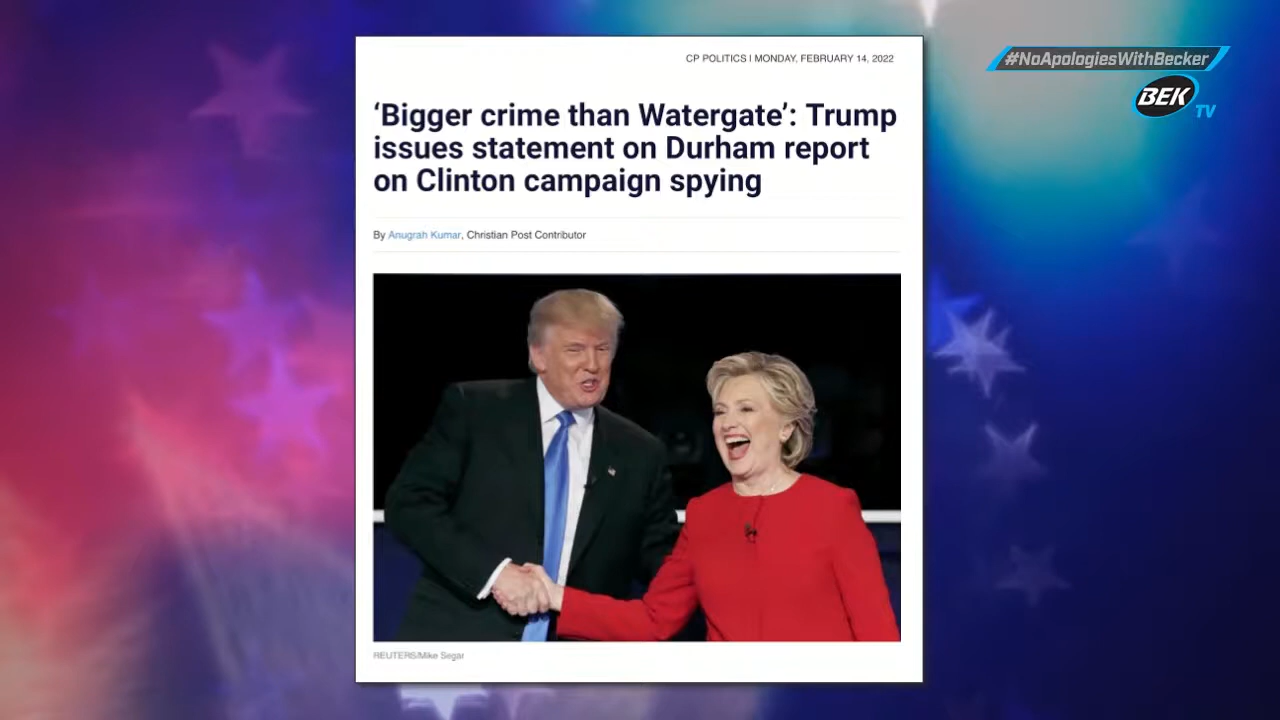 CP POLITICS I MONDAY, FEBRUARY 14, 2022
#NoApologiesWithBecker
BEK TV
‘Bigger crime than Watergate’: Trump
issues statement on Durham report
on Clinton campaign spying
By Anugrah Kumar, Christian Post Contributor
REUTERS/Mike Segar